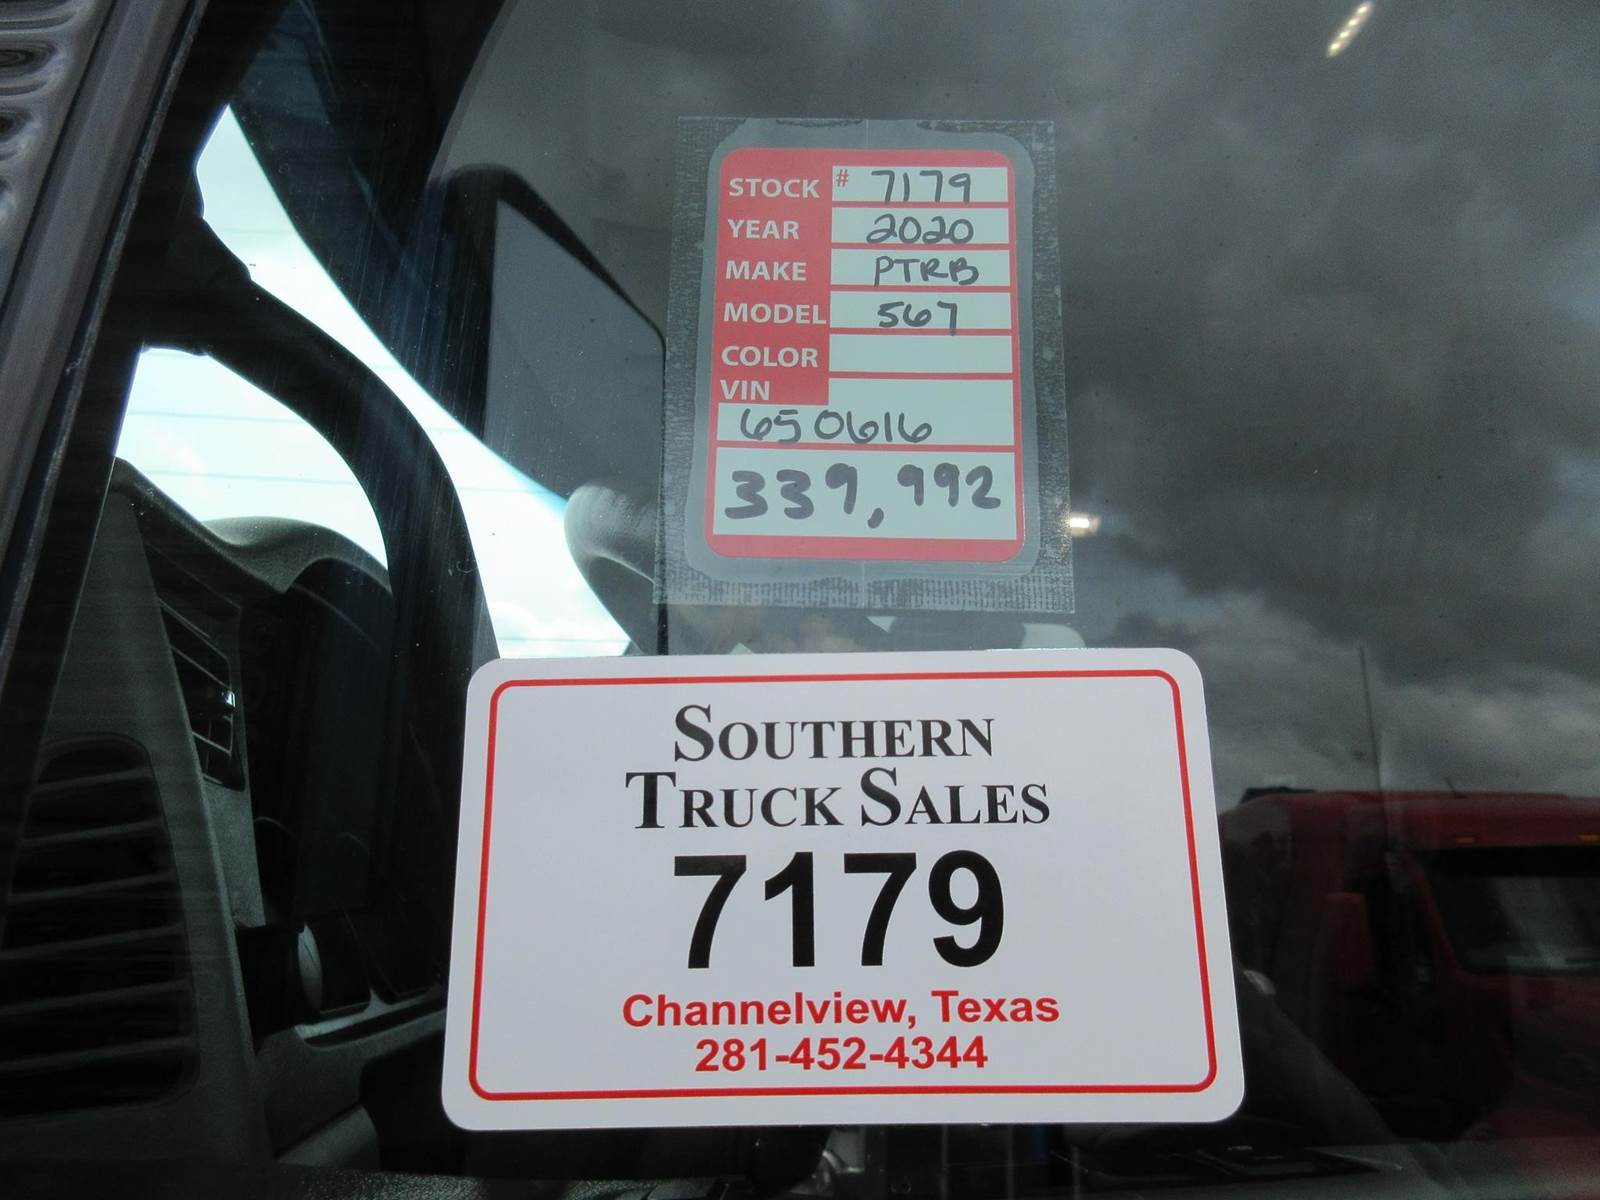 STOCK # 7179
YEAR 2020
MAKE PTRB
MODEL 567
COLOR
VIN
650616
339,992
SOUTHERN
TRUCK SALES
7179
Channelview, Texas
281-452-4344